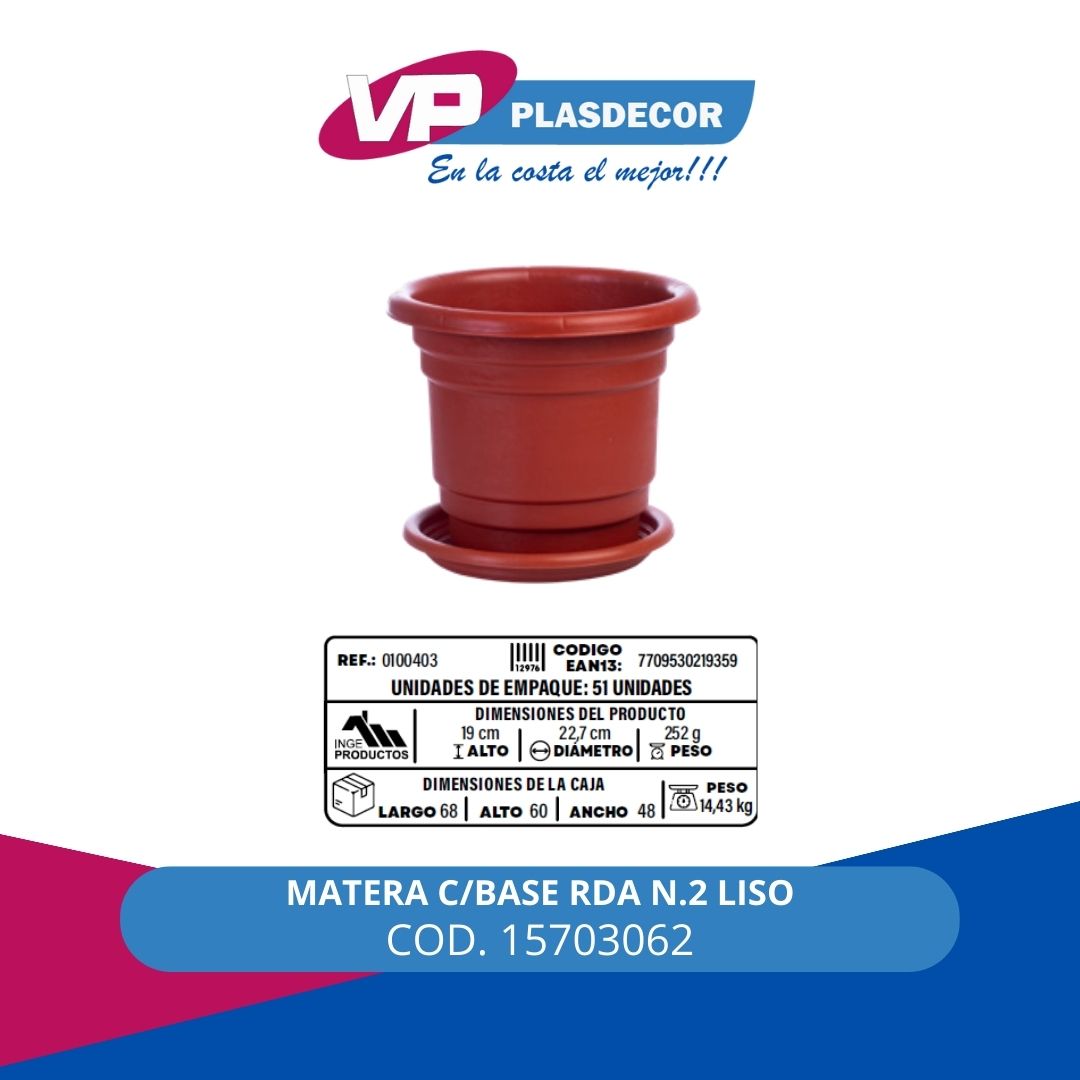 VP PLASDECOR
En la costa el mejor!!!
REF.: 0100403
12976
CODIGO
EAN13: 7709530219359
UNIDADES DE EMPAQUE: 51 UNIDADES
INGE
PRODUCTOS
DIMENSIONES DEL PRODUCTO
19 cm 22,7 cm 252 g
ALTO DIÁMETRO PESO
DIMENSIONES DE LA CAJA
LARGO 68 ALTO 60 ANCHO 48
PESO
14,43 kg
MATERA C/BASE RDA N.2 LISO
COD. 15703062